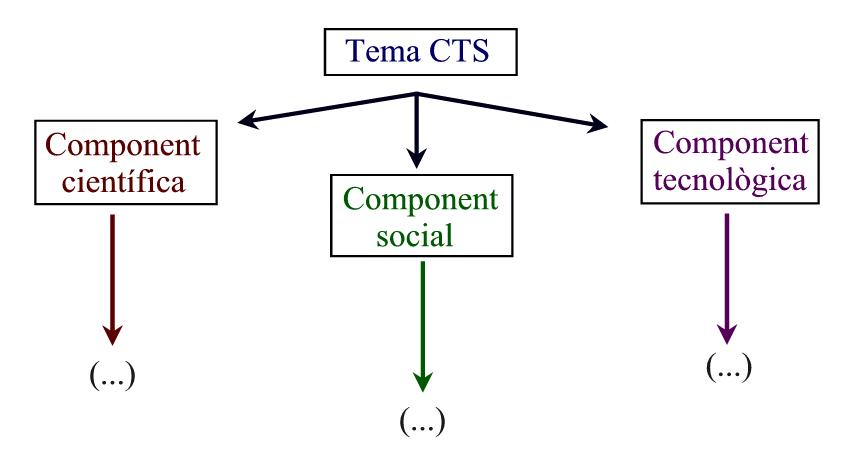 Tema CTS
Component
científica
Component
social
Component
tecnològica
(...)
(...)
(...)